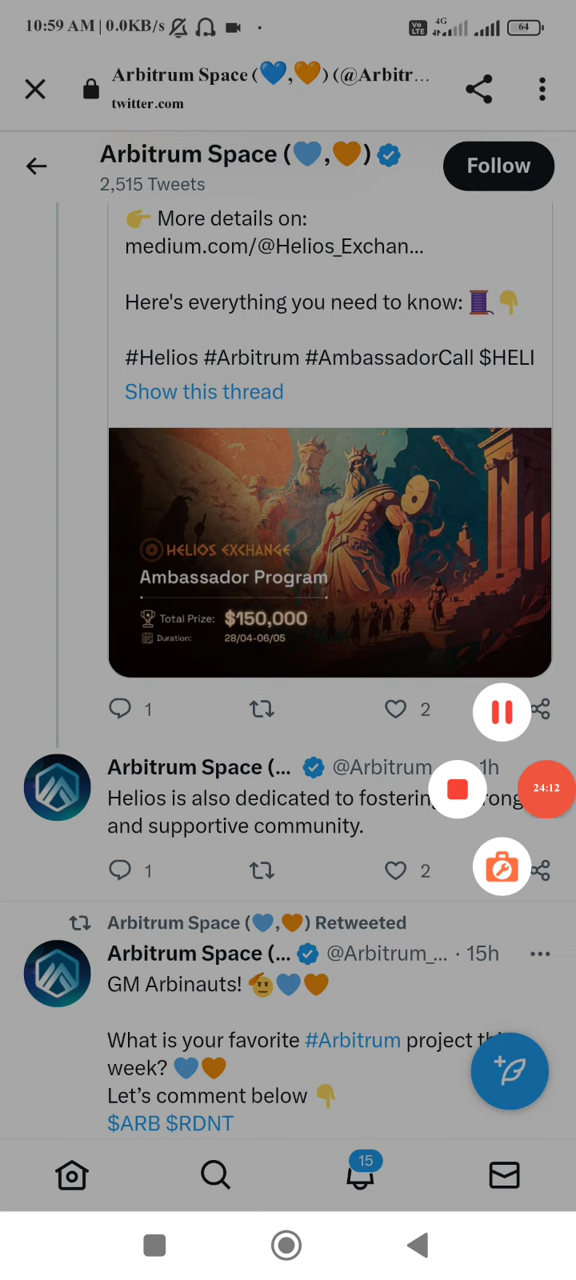 10:59 AM | 0.0KB/s
Vo LTE 4G 64
Arbitrum Space (💙,🧡) (@Arbitr...
twitter.com
Arbitrum Space (💙,🧡)
2,515 Tweets
Follow
👉 More details on:
medium.com/@Helios_Exchan...
Here's everything you need to know: 🧵👇
#Helios #Arbitrum #AmbassadorCall $HELI
Show this thread
HELIOS EXCHANGE
Ambassador Program
Total Prize: $150,000
Duration: 28/04-06/05
1 2
Arbitrum Space (... @Arbitrum 1h
Helios is also dedicated to fostering
and supportive community.
24:12
1 2
Arbitrum Space (💙,🧡) Retweeted
Arbitrum Space (... @Arbitrum_... · 15h
GM Arbinauts! 🫡💙🧡
What is your favorite #Arbitrum project
week? 💙🧡
Let's comment below 👇
$ARB $RDNT
15